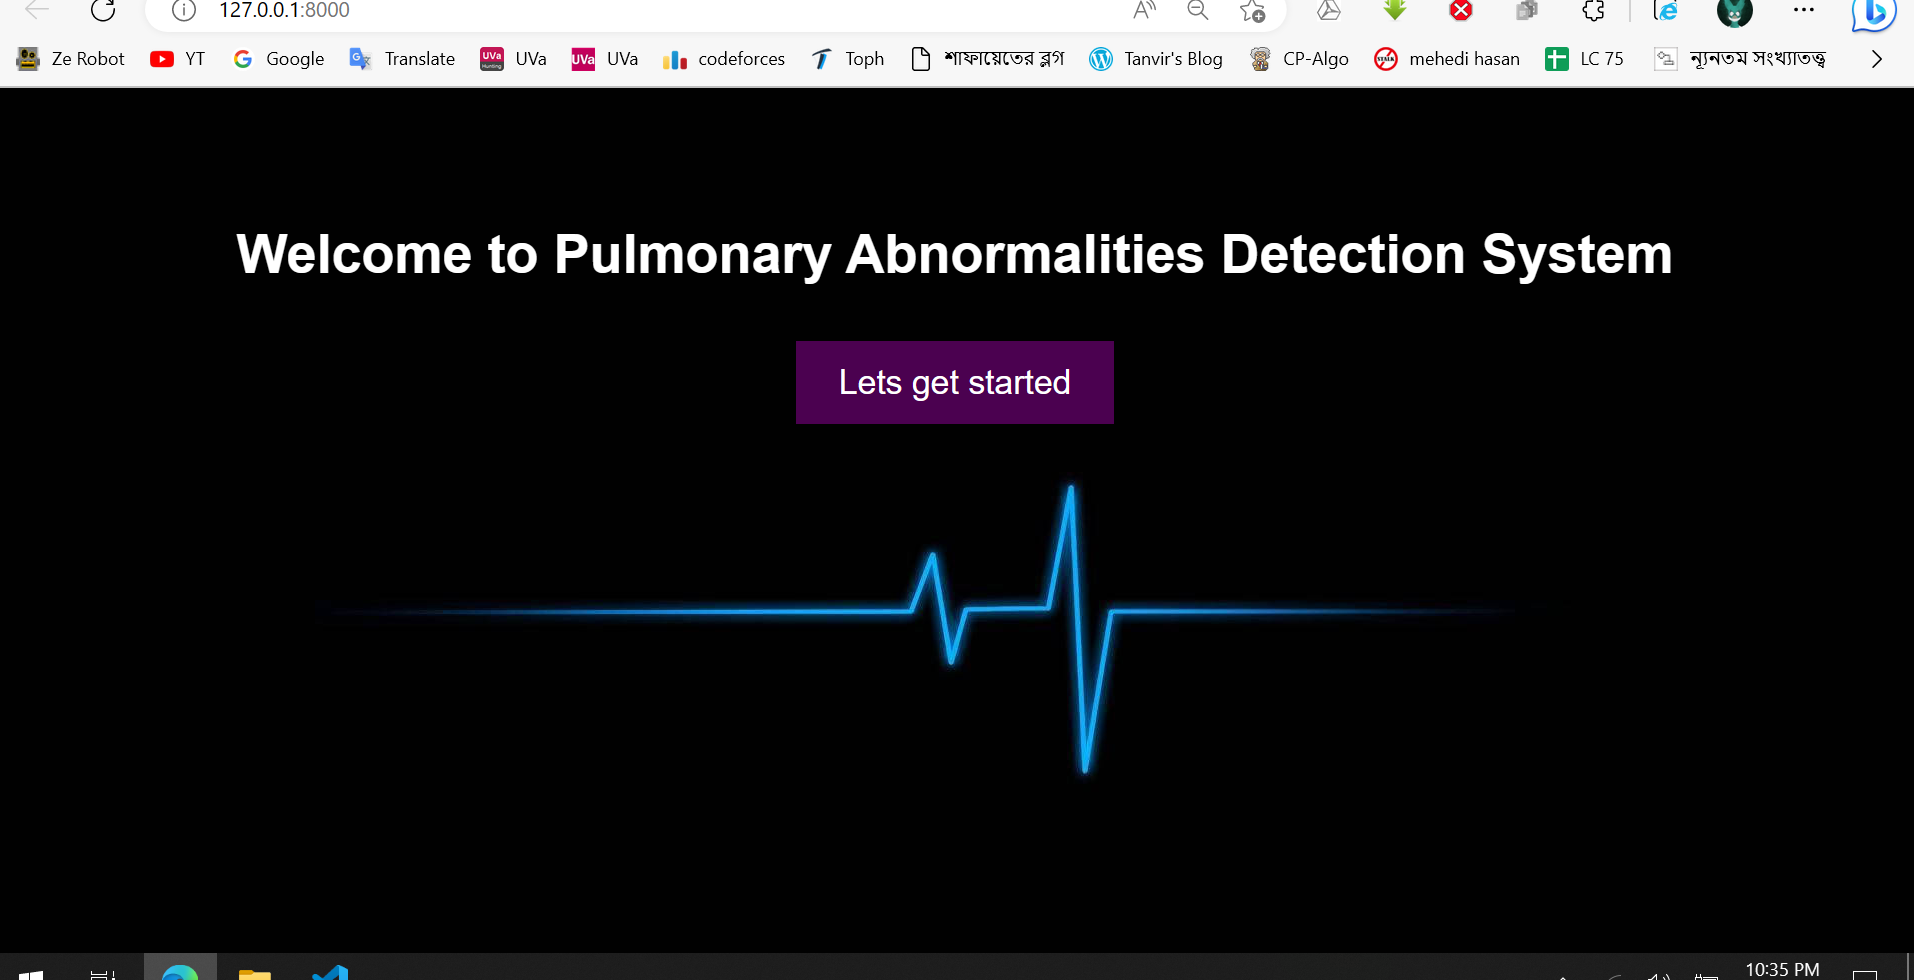 127.0.0.1:8000
Ze Robot YT Google Translate UVa UVa codeforces Toph শাফায়েতের ব্লগ Tanvir's Blog CP-Algo mehedi hasan LC 75 ন্যূনতম সংখ্যাতত্ত্ব
Welcome to Pulmonary Abnormalities Detection System
Lets get started
10:35 PM